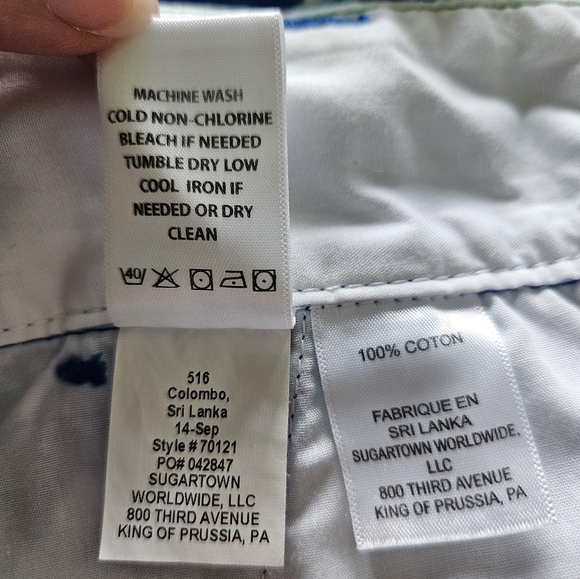 MACHINE WASH
COLD NON-CHLORINE
BLEACH IF NEEDED
TUMBLE DRY LOW
COOL IRON IF
NEEDED OR DRY
CLEAN
40
516
Colombo,
Sri Lanka
14-Sep
Style # 70121
PO# 042847
SUGARTOWN
WORLDWIDE, LLC
800 THIRD AVENUE
KING OF PRUSSIA, PA
100% COTON
FABRIQUE EN
SRI LANKA
SUGARTOWN WORLDWIDE,
LLC
800 THIRD AVENUE
KING OF PRUSSIA, PA